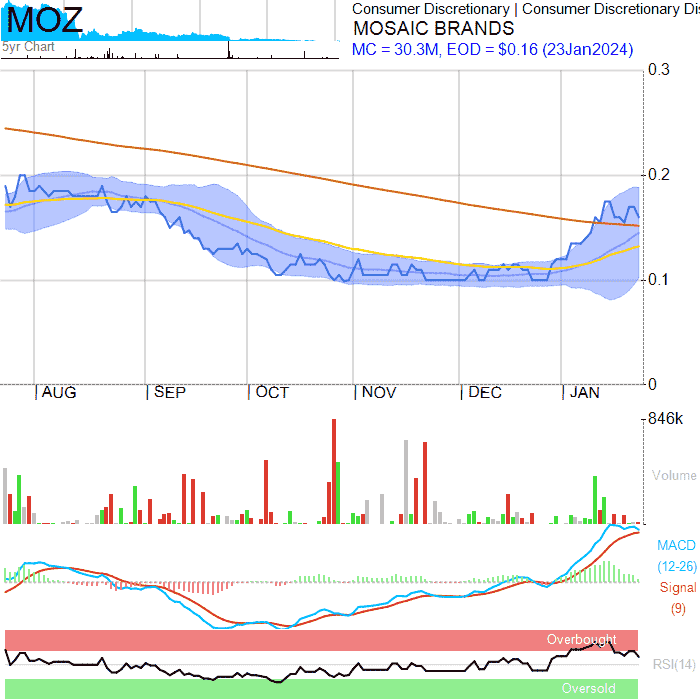 MOZ
5yr Chart
Consumer Discretionary | Consumer Discretionary Dis
MOSAIC BRANDS
MC = 30.3M, EOD = $0.16 (23Jan2024)
0.3
0.2
0.1
0
AUG
SEP
OCT
NOV
DEC
JAN
846k
Volume
MACD
(12-26)
Signal
(9)
Overbought
RSI(14)
Oversold